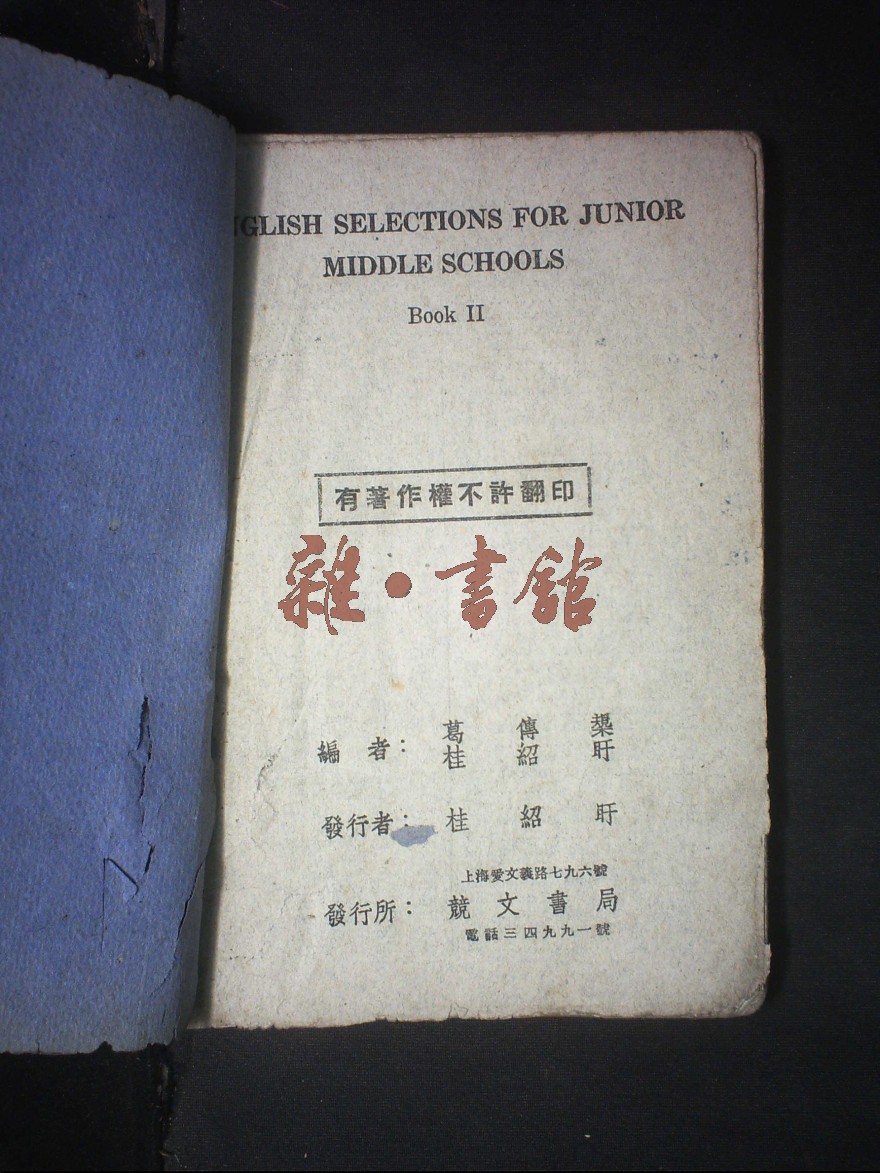 NGLISH SELECTIONS FOR JUNIOR
MIDDLE SCHOOLS
Book II
有著作權不許翻印
雜·書館
編者： 葛傳槼
桂紹盱
發行者： 桂紹盱
上海愛文義路七九六號
發行所： 競文書局
電話三四九九一號